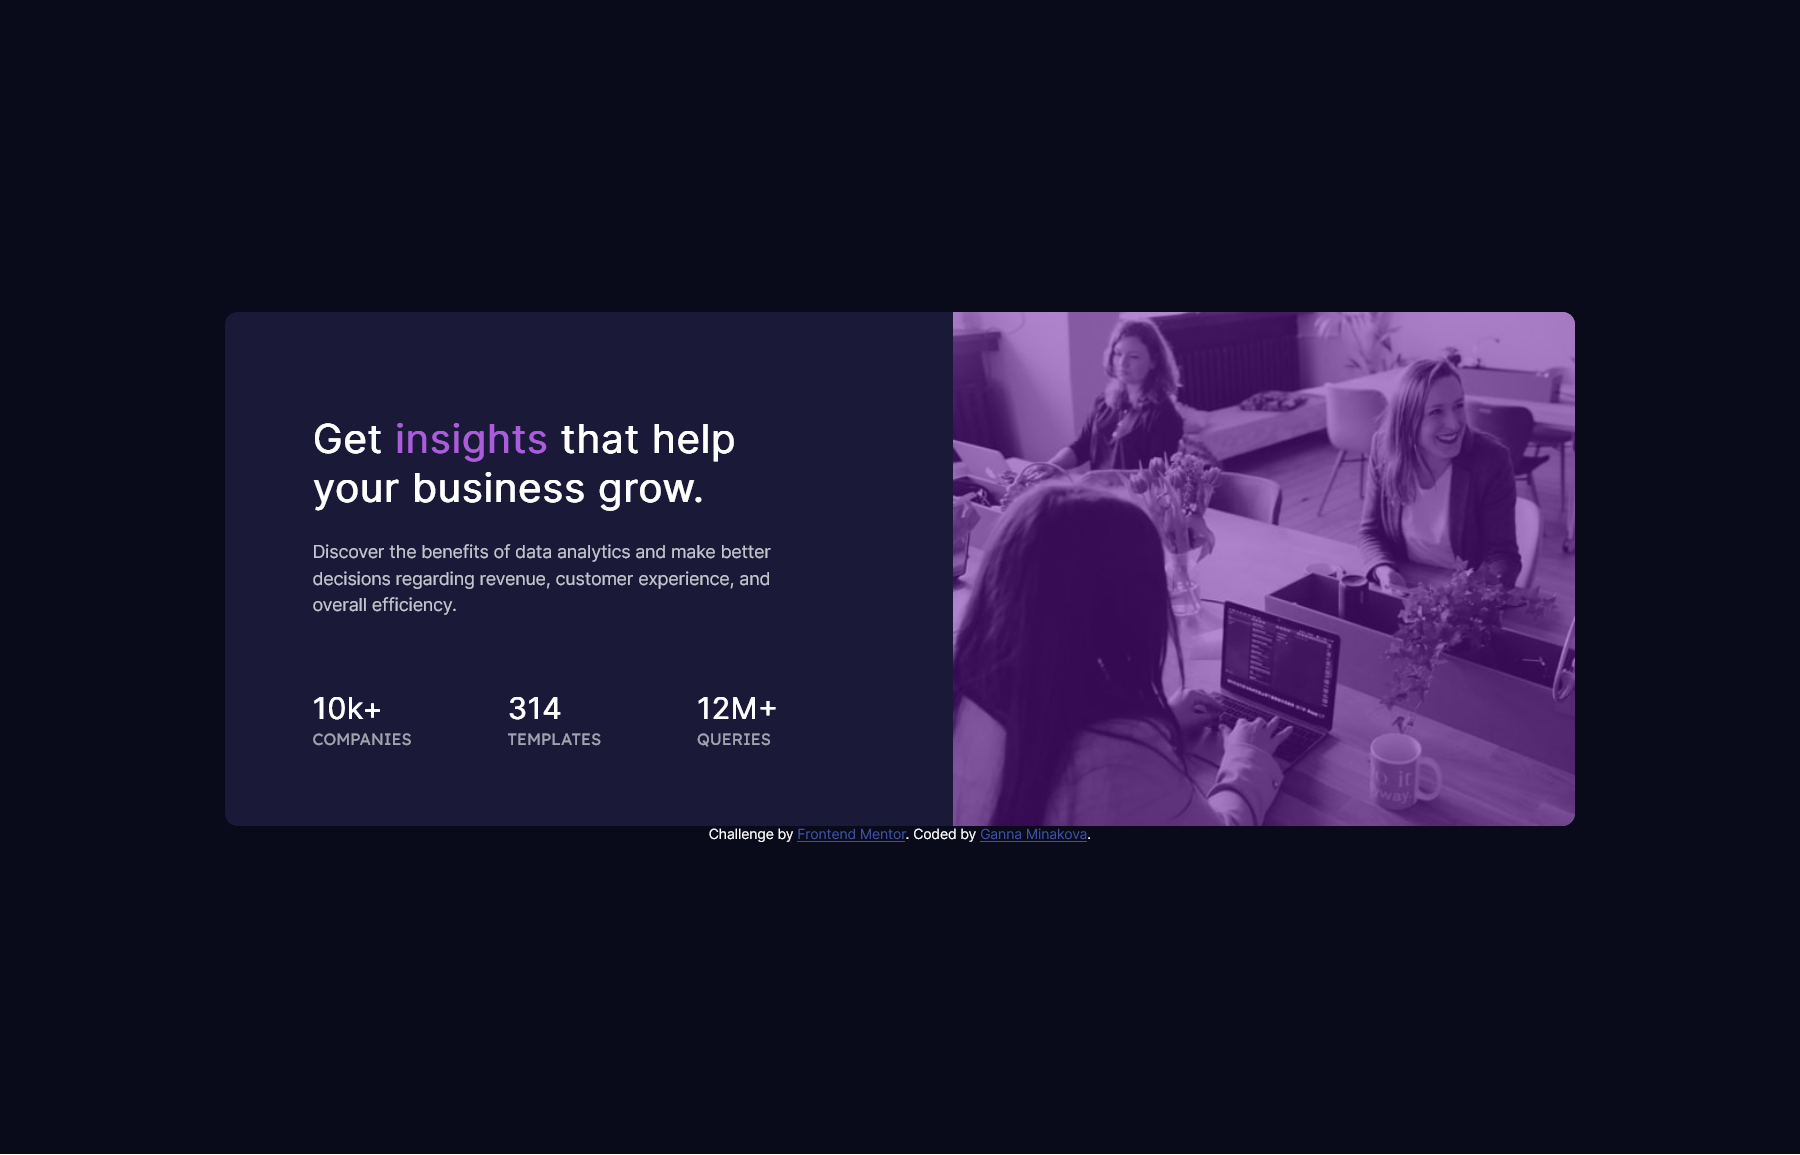 Get insights that help
your business grow.
Discover the benefits of data analytics and make better
decisions regarding revenue, customer experience, and
overall efficiency.
10k+
COMPANIES
314
TEMPLATES
12M+
QUERIES
Challenge by Frontend Mentor. Coded by Ganna Minakova.